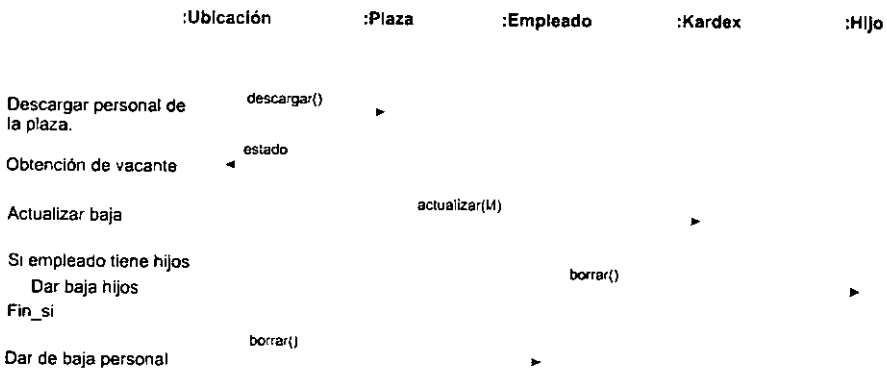 :Ubicación :Plaza :Empleado :Kardex :Hijo
descargar()
Descargar personal de
la plaza.
estado
Obtención de vacante
actualizar(M)
Actualizar baja
Si empleado tiene hijos
borrar()
Dar baja hijos
Fin_si
borrar()
Dar de baja personal